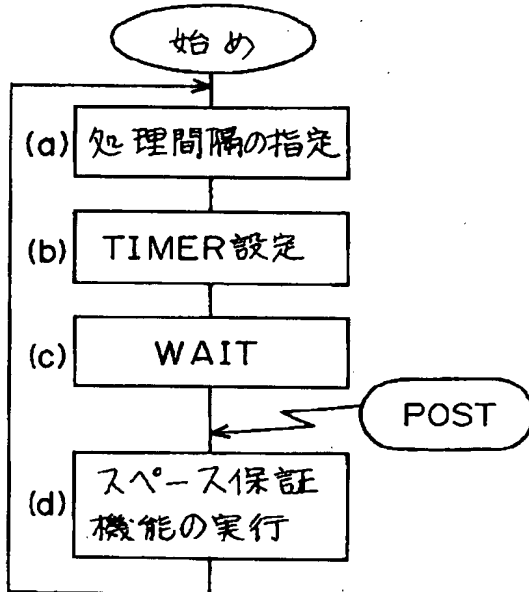 始め
(a) 処理間隔の指定
(b) TIMER設定
(c) WAIT
POST
(d) スペース保証
機能の実行